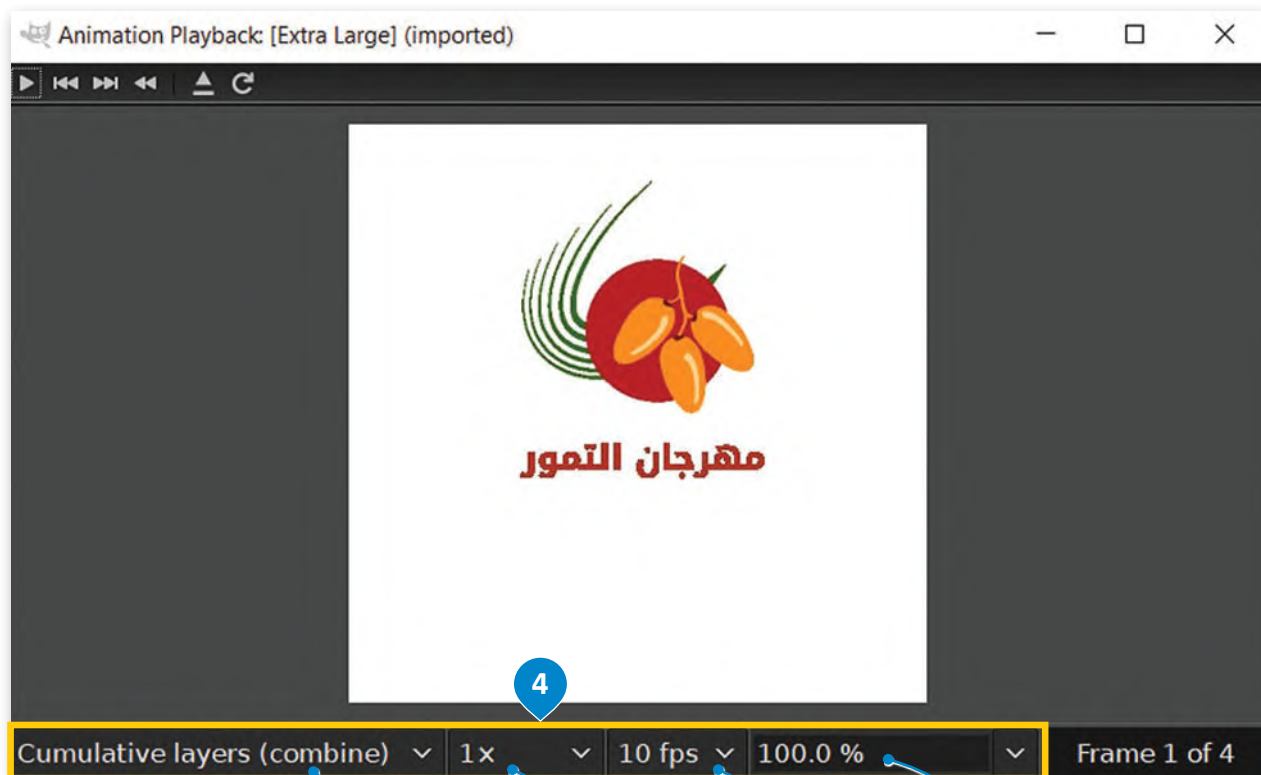 Animation Playback: [Extra Large] (imported)
مهرجان التمور
4
Cumulative layers (combine) 1x 10 fps 100.0 % Frame 1 of 4